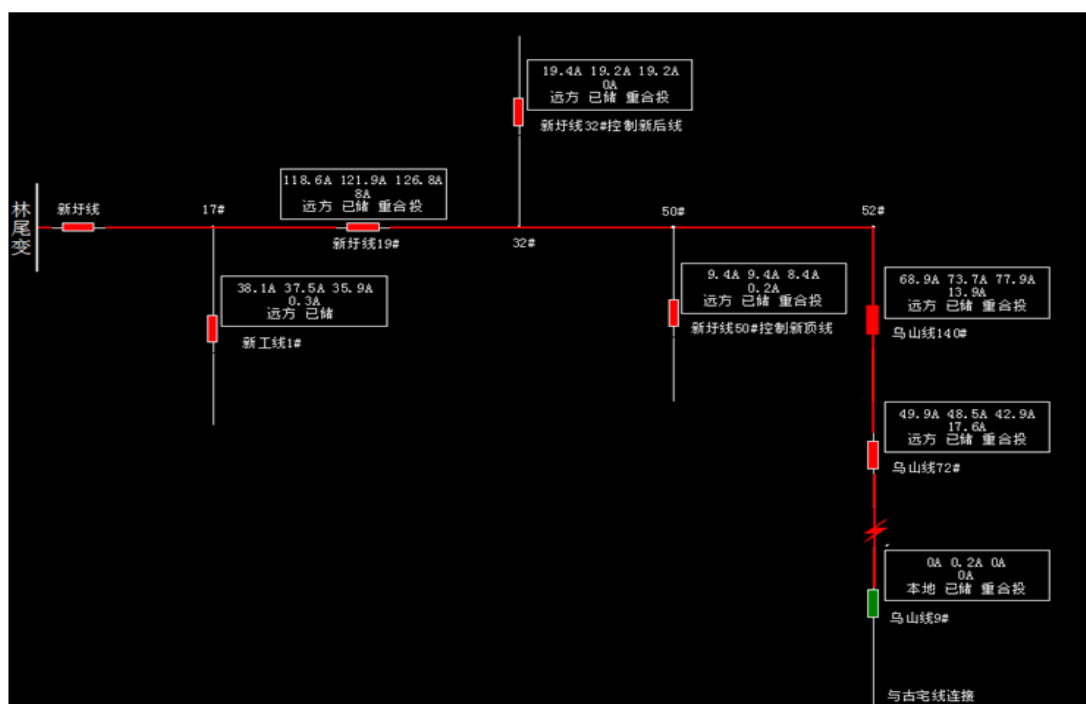 19.4A 19.2A 19.2A
0A
远方 已储 重合投
新圩线32#控制新后线
118.6A 121.9A 126.8A
8A
远方 已储 重合投
林尾变
新圩线
17#
新圩线19#
32#
50#
52#
38.1A 37.5A 35.9A
0.3A
远方 已储
新工线1#
9.4A 9.4A 8.4A
0.2A
远方 已储 重合投
新圩线50#控制新顶线
68.9A 73.7A 77.9A
13.9A
远方 已储 重合投
乌山线140#
49.9A 48.5A 42.9A
17.6A
远方 已储 重合投
乌山线72#
0A 0.2A 0A
0A
本地 已储 重合投
乌山线9#
与古宅线连接